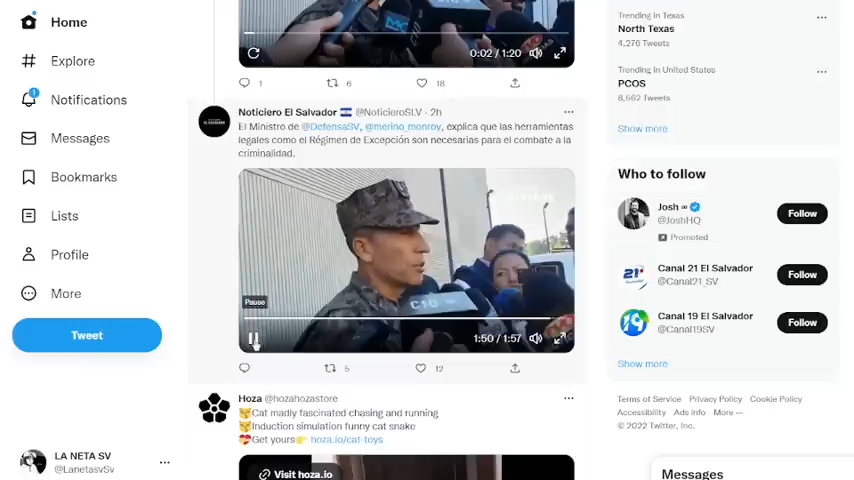 Home
Explore
1
Notifications
Messages
Bookmarks
Lists
Profile
More
Tweet
LA NETA SV
@LanetasvSv
0:02 / 1:20
1 6 18
Noticiero El Salvador @NoticieroSLV · 2h
El Ministro de @DefensaSV, @merino_monroy, explica que las herramientas
legales como el Régimen de Excepción son necesarias para el combate a la
criminalidad.
C10
Pause
1:50 / 1:57
5 12
Hoza @hozahozastore
Cat madly fascinated chasing and running
Induction simulation funny cat snake
Get yours hoza.io/cat-toys
Visit hoza.io
Trending in Texas
North Texas
4,276 Tweets
Trending in United States
PCOS
8,562 Tweets
Show more
Who to follow
Josh
@JoshHQ
Promoted
Follow
Canal 21 El Salvador
@Canal21_SV
Follow
Canal 19 El Salvador
@Canal19SV
Follow
Show more
Terms of Service Privacy Policy Cookie Policy
Accessibility Ads info More ···
© 2022 Twitter, Inc.
Messages